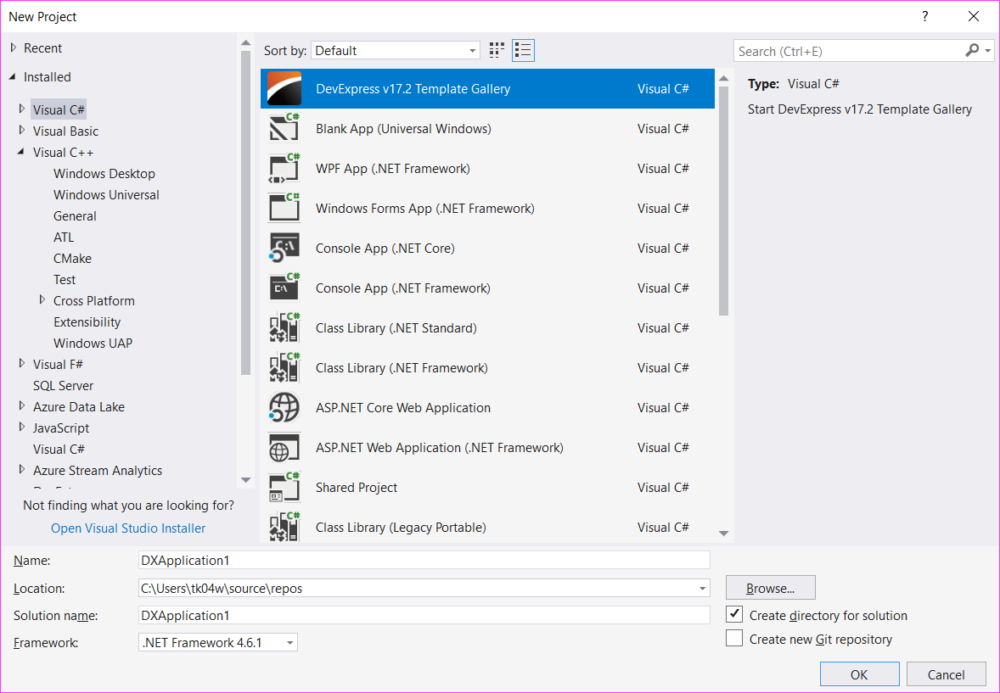 New Project
?
Recent
Installed
Visual C#
Visual Basic
Visual C++
Windows Desktop
Windows Universal
General
ATL
CMake
Test
Cross Platform
Extensibility
Windows UAP
Visual F#
SQL Server
Azure Data Lake
JavaScript
Visual C#
Azure Stream Analytics
Not finding what you are looking for?
Open Visual Studio Installer
Sort by: Default
DevExpress v17.2 Template Gallery Visual C#
C# Blank App (Universal Windows) Visual C#
C# WPF App (.NET Framework) Visual C#
C# Windows Forms App (.NET Framework) Visual C#
C:\ Console App (.NET Core) Visual C#
C# C:\ Console App (.NET Framework) Visual C#
C# Class Library (.NET Standard) Visual C#
C# Class Library (.NET Framework) Visual C#
ASP.NET Core Web Application Visual C#
ASP.NET Web Application (.NET Framework) Visual C#
C# Shared Project Visual C#
C# Class Library (Legacy Portable) Visual C#
Search (Ctrl+E)
Type: Visual C#
Start DevExpress v17.2 Template Gallery
Name: DXApplication1
Location: C:\Users\tk04w\source\repos
Browse...
Solution name: DXApplication1
Create directory for solution
Framework: .NET Framework 4.6.1
Create new Git repository
OK Cancel